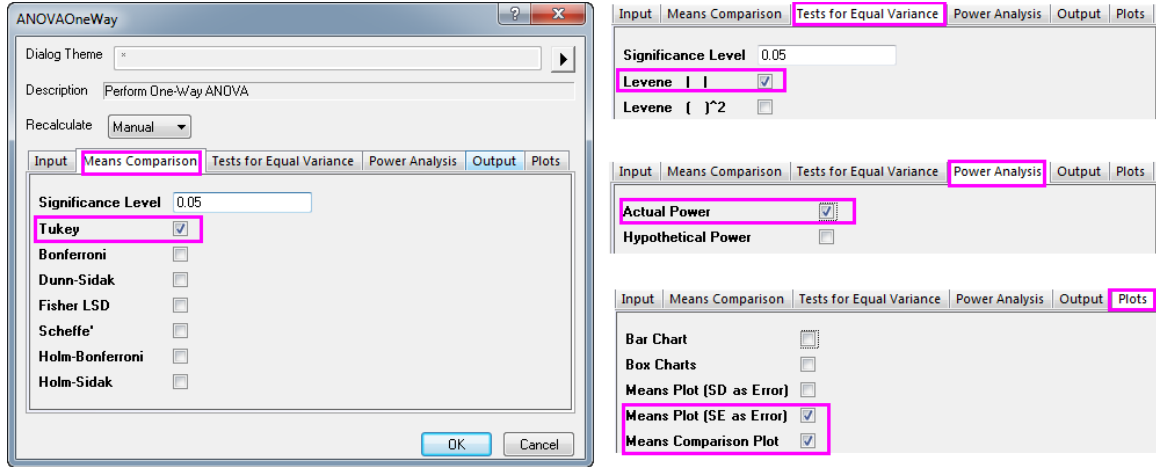 ANOVAOneWay
Dialog Theme *
Description Perform One-Way ANOVA
Recalculate Manual
Input Means Comparison Tests for Equal Variance Power Analysis Output Plots
Significance Level 0.05
Tukey
Bonferroni
Dunn-Sidak
Fisher LSD
Scheffe'
Holm-Bonferroni
Holm-Sidak
OK Cancel
Input Means Comparison Tests for Equal Variance Power Analysis Output Plots
Significance Level 0.05
Levene | |
Levene ( )^2
Input Means Comparison Tests for Equal Variance Power Analysis Output Plots
Actual Power
Hypothetical Power
Input Means Comparison Tests for Equal Variance Power Analysis Output Plots
Bar Chart
Box Charts
Means Plot (SD as Error)
Means Plot (SE as Error)
Means Comparison Plot